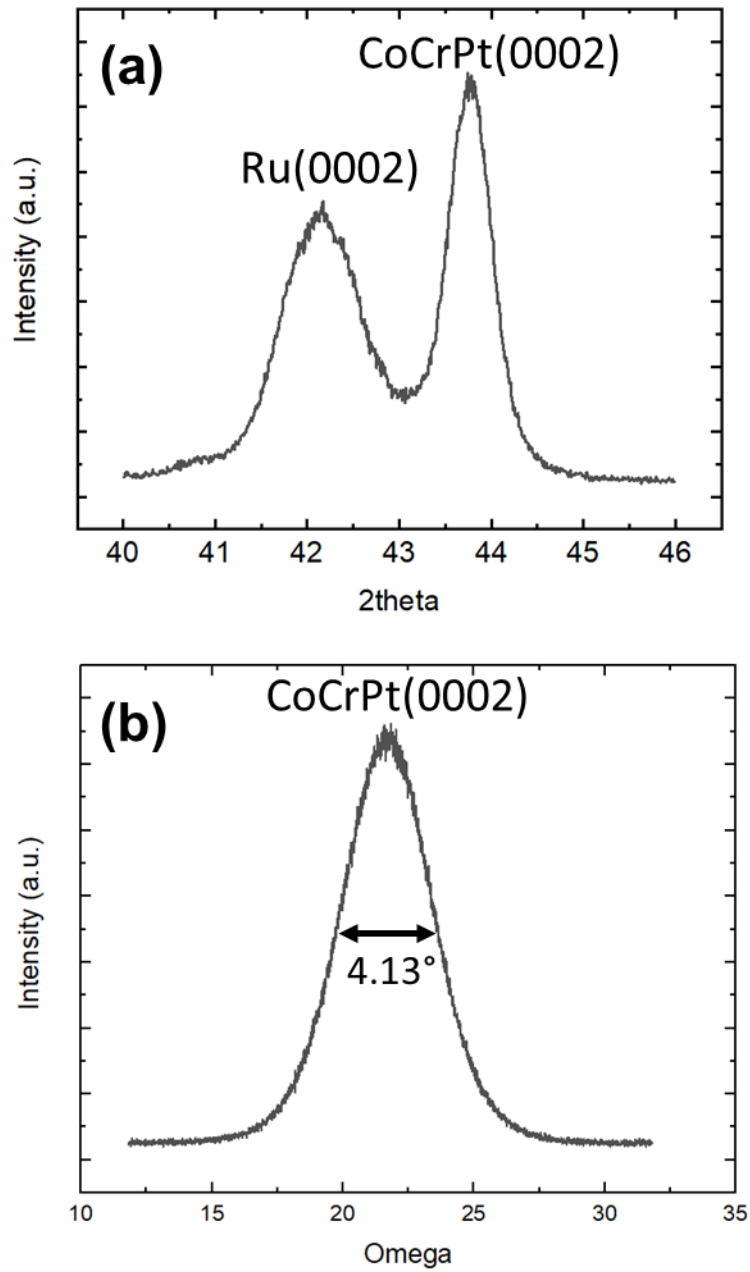 (a)
CoCrPt(0002)
Ru(0002)
Intensity (a.u.)
40 41 42 43 44 45 46
2theta
(b)
CoCrPt(0002)
4.13°
Intensity (a.u.)
10 15 20 25 30 35
Omega